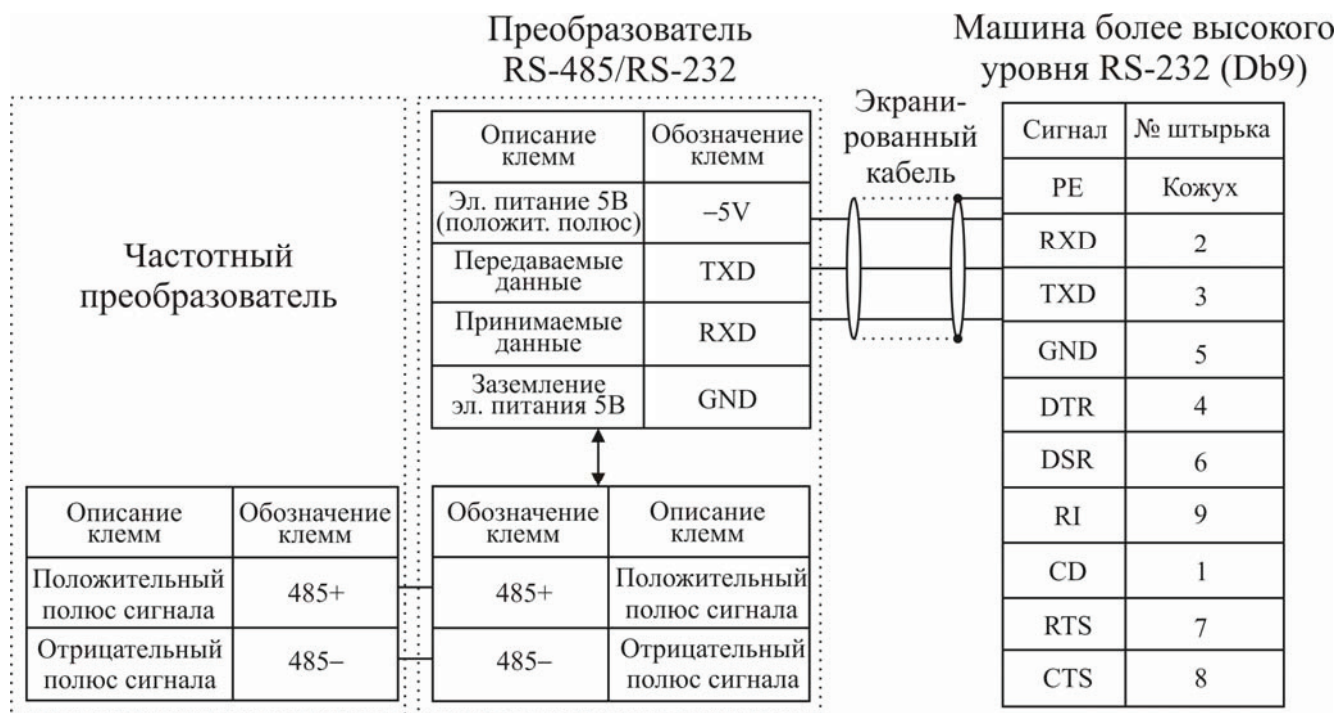 Преобразователь
RS-485/RS-232
Машина более высокого
уровня RS-232 (Db9)
Экрани-
рованный
кабель
Частотный
преобразователь
Описание
клемм
Обозначение
клемм
Эл. питание 5В
(положит. полюс)
–5V
Передаваемые
данные
TXD
Принимаемые
данные
RXD
Заземление
эл. питания 5В
GND
Сигнал
№ штырька
PE
Кожух
RXD
2
TXD
3
GND
5
DTR
4
DSR
6
RI
9
CD
1
RTS
7
CTS
8
Описание
клемм
Обозначение
клемм
Положительный
полюс сигнала
485+
Отрицательный
полюс сигнала
485–
Обозначение
клемм
Описание
клемм
485+
Положительный
полюс сигнала
485–
Отрицательный
полюс сигнала